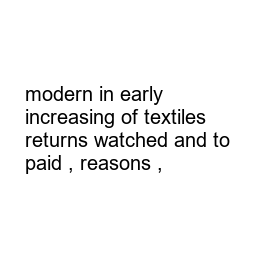 modern in early
increasing of textiles
returns watched and to
paid , reasons ,